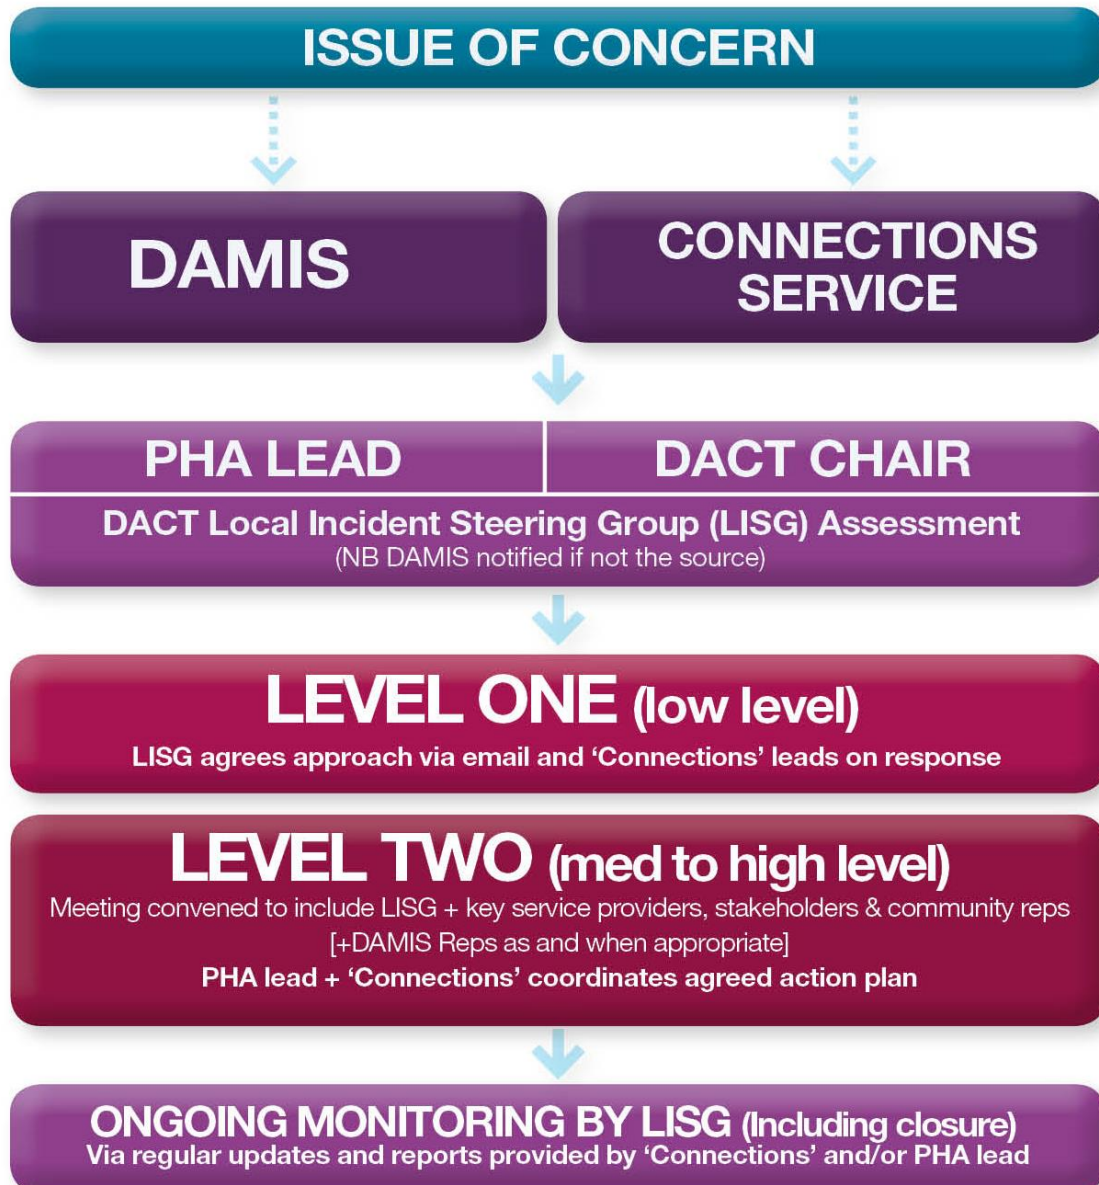 ISSUE OF CONCERN
DAMIS
CONNECTIONS
SERVICE
PHA LEAD
DACT CHAIR
DACT Local Incident Steering Group (LISG) Assessment
(NB DAMIS notified if not the source)
LEVEL ONE (low level)
LISG agrees approach via email and ‘Connections’ leads on response
LEVEL TWO (med to high level)
Meeting convened to include LISG + key service providers, stakeholders & community reps
[+DAMIS Reps as and when appropriate]
PHA lead + ‘Connections’ coordinates agreed action plan
ONGOING MONITORING BY LISG (Including closure)
Via regular updates and reports provided by ‘Connections’ and/or PHA lead